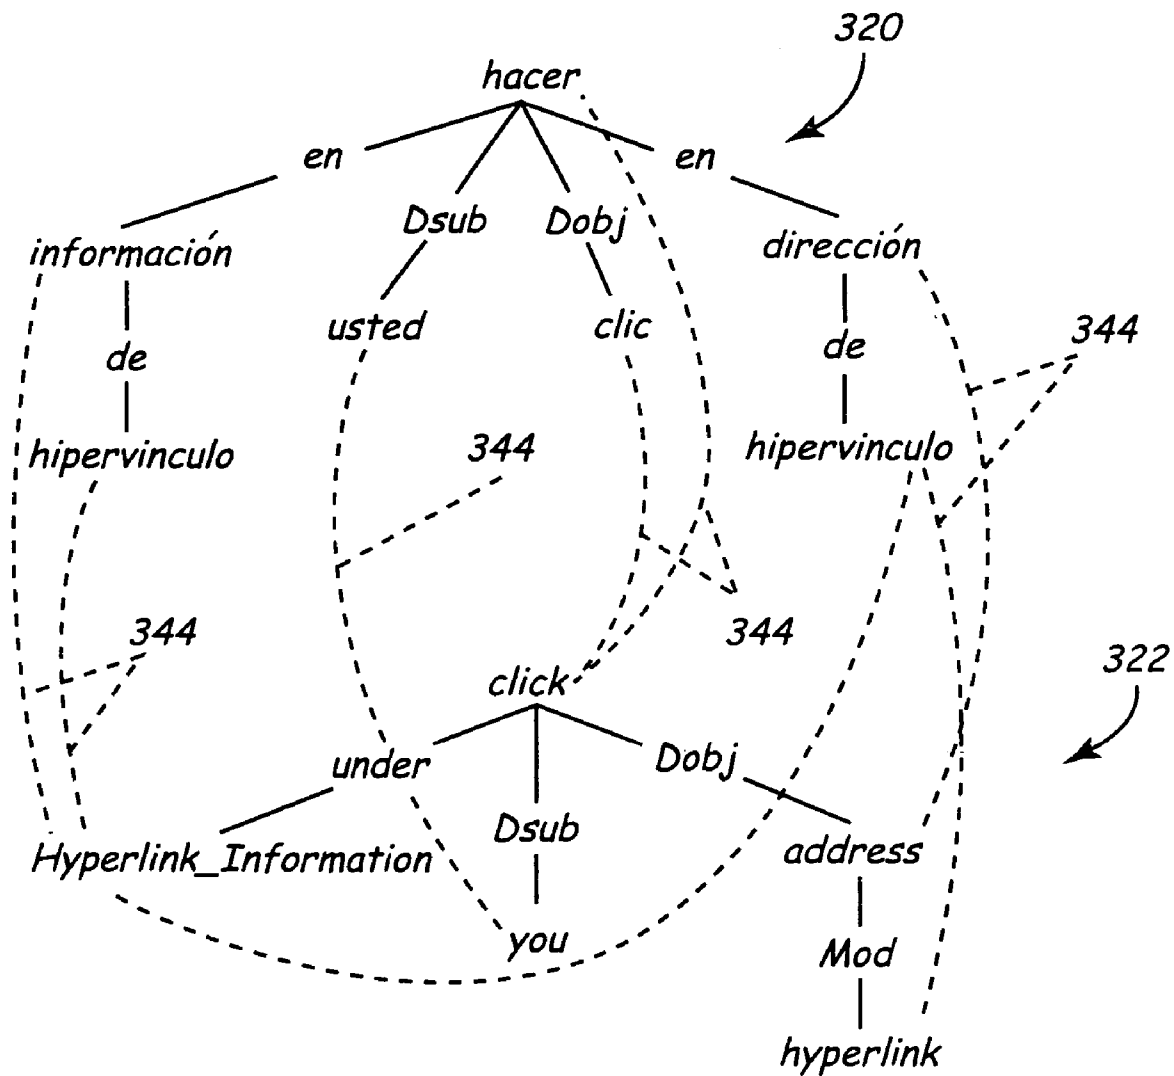 320
hacer
en en
Dsub Dobj
información dirección
usted clic 344
de de
hipervinculo 344 hipervinculo
344 344
322
click
under Dobj
Dsub
Hyperlink_Information address
you
Mod
hyperlink